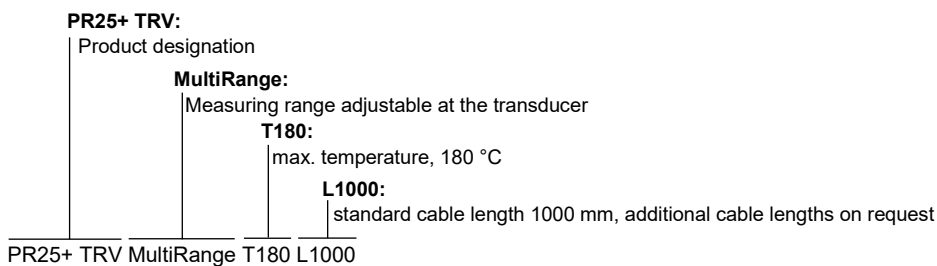 PR25+ TRV:
Product designation
MultiRange:
Measuring range adjustable at the transducer
T180:
max. temperature, 180 °C
L1000:
standard cable length 1000 mm, additional cable lengths on request
PR25+ TRV MultiRange T180 L1000